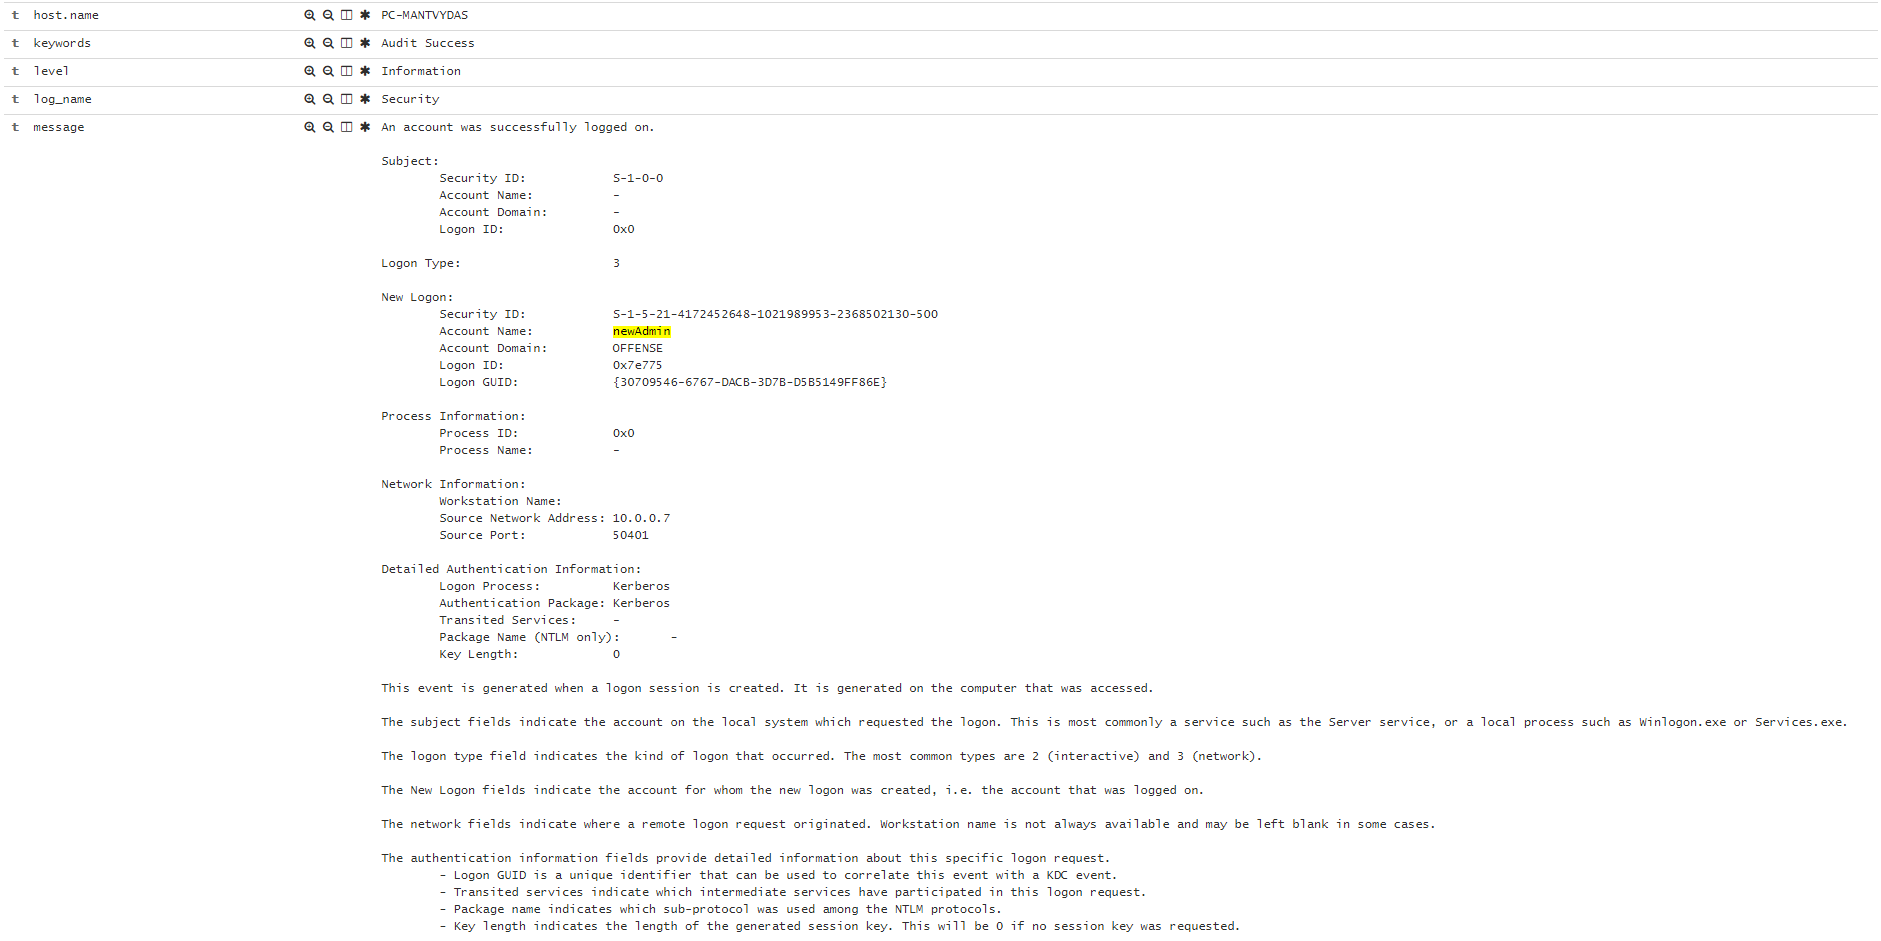 t host.name PC-MANTVYDAS
t keywords Audit Success
t level Information
t log_name Security
t message An account was successfully logged on.
Subject:
Security ID: S-1-0-0
Account Name: -
Account Domain: -
Logon ID: 0x0
Logon Type: 3
New Logon:
Security ID: S-1-5-21-4172452648-1021989953-2368502130-500
Account Name: newAdmin
Account Domain: OFFENSE
Logon ID: 0x7e775
Logon GUID: {30709546-6767-DACB-3D7B-D5B5149FF86E}
Process Information:
Process ID: 0x0
Process Name: -
Network Information:
Workstation Name:
Source Network Address: 10.0.0.7
Source Port: 50401
Detailed Authentication Information:
Logon Process: Kerberos
Authentication Package: Kerberos
Transited Services: -
Package Name (NTLM only): -
Key Length: 0
This event is generated when a logon session is created. It is generated on the computer that was accessed.
The subject fields indicate the account on the local system which requested the logon. This is most commonly a service such as the Server service, or a local process such as Winlogon.exe or Services.exe.
The logon type field indicates the kind of logon that occurred. The most common types are 2 (interactive) and 3 (network).
The New Logon fields indicate the account for whom the new logon was created, i.e. the account that was logged on.
The network fields indicate where a remote logon request originated. Workstation name is not always available and may be left blank in some cases.
The authentication information fields provide detailed information about this specific logon request.
- Logon GUID is a unique identifier that can be used to correlate this event with a KDC event.
- Transited services indicate which intermediate services have participated in this logon request.
- Package name indicates which sub-protocol was used among the NTLM protocols.
- Key length indicates the length of the generated session key. This will be 0 if no session key was requested.